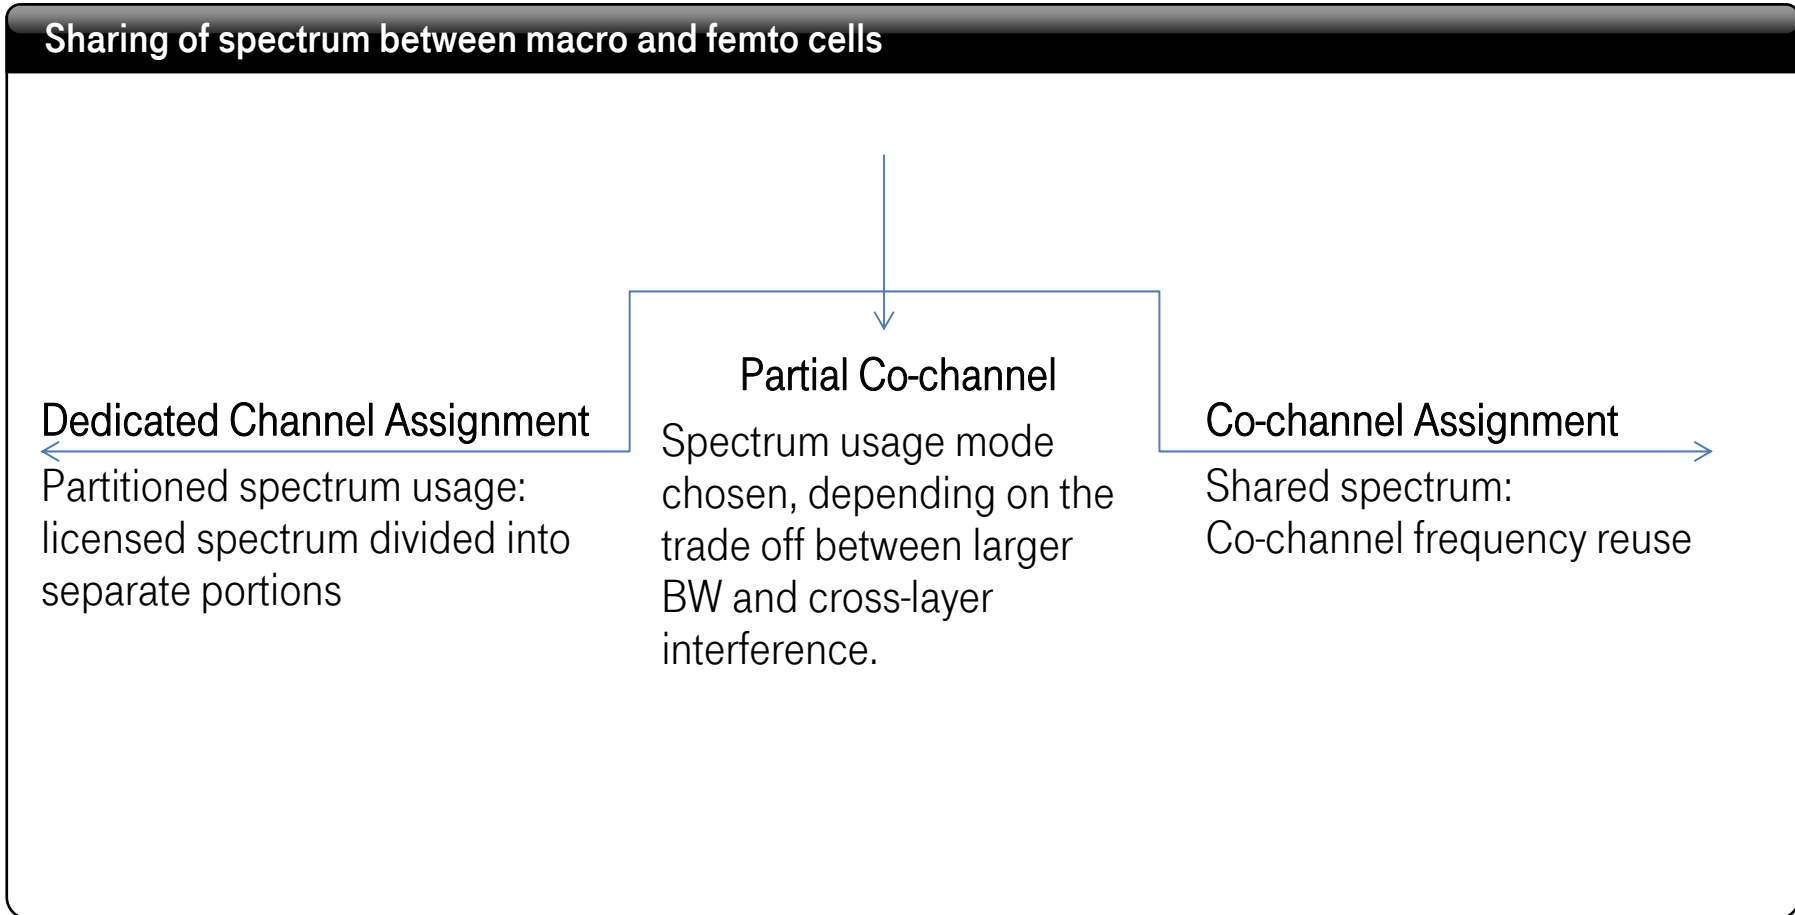 Sharing of spectrum between macro and femto cells
Dedicated Channel Assignment
Partitioned spectrum usage:
licensed spectrum divided into
separate portions
Partial Co-channel
Spectrum usage mode
chosen, depending on the
trade off between larger
BW and cross-layer
interference.
Co-channel Assignment
Shared spectrum:
Co-channel frequency reuse